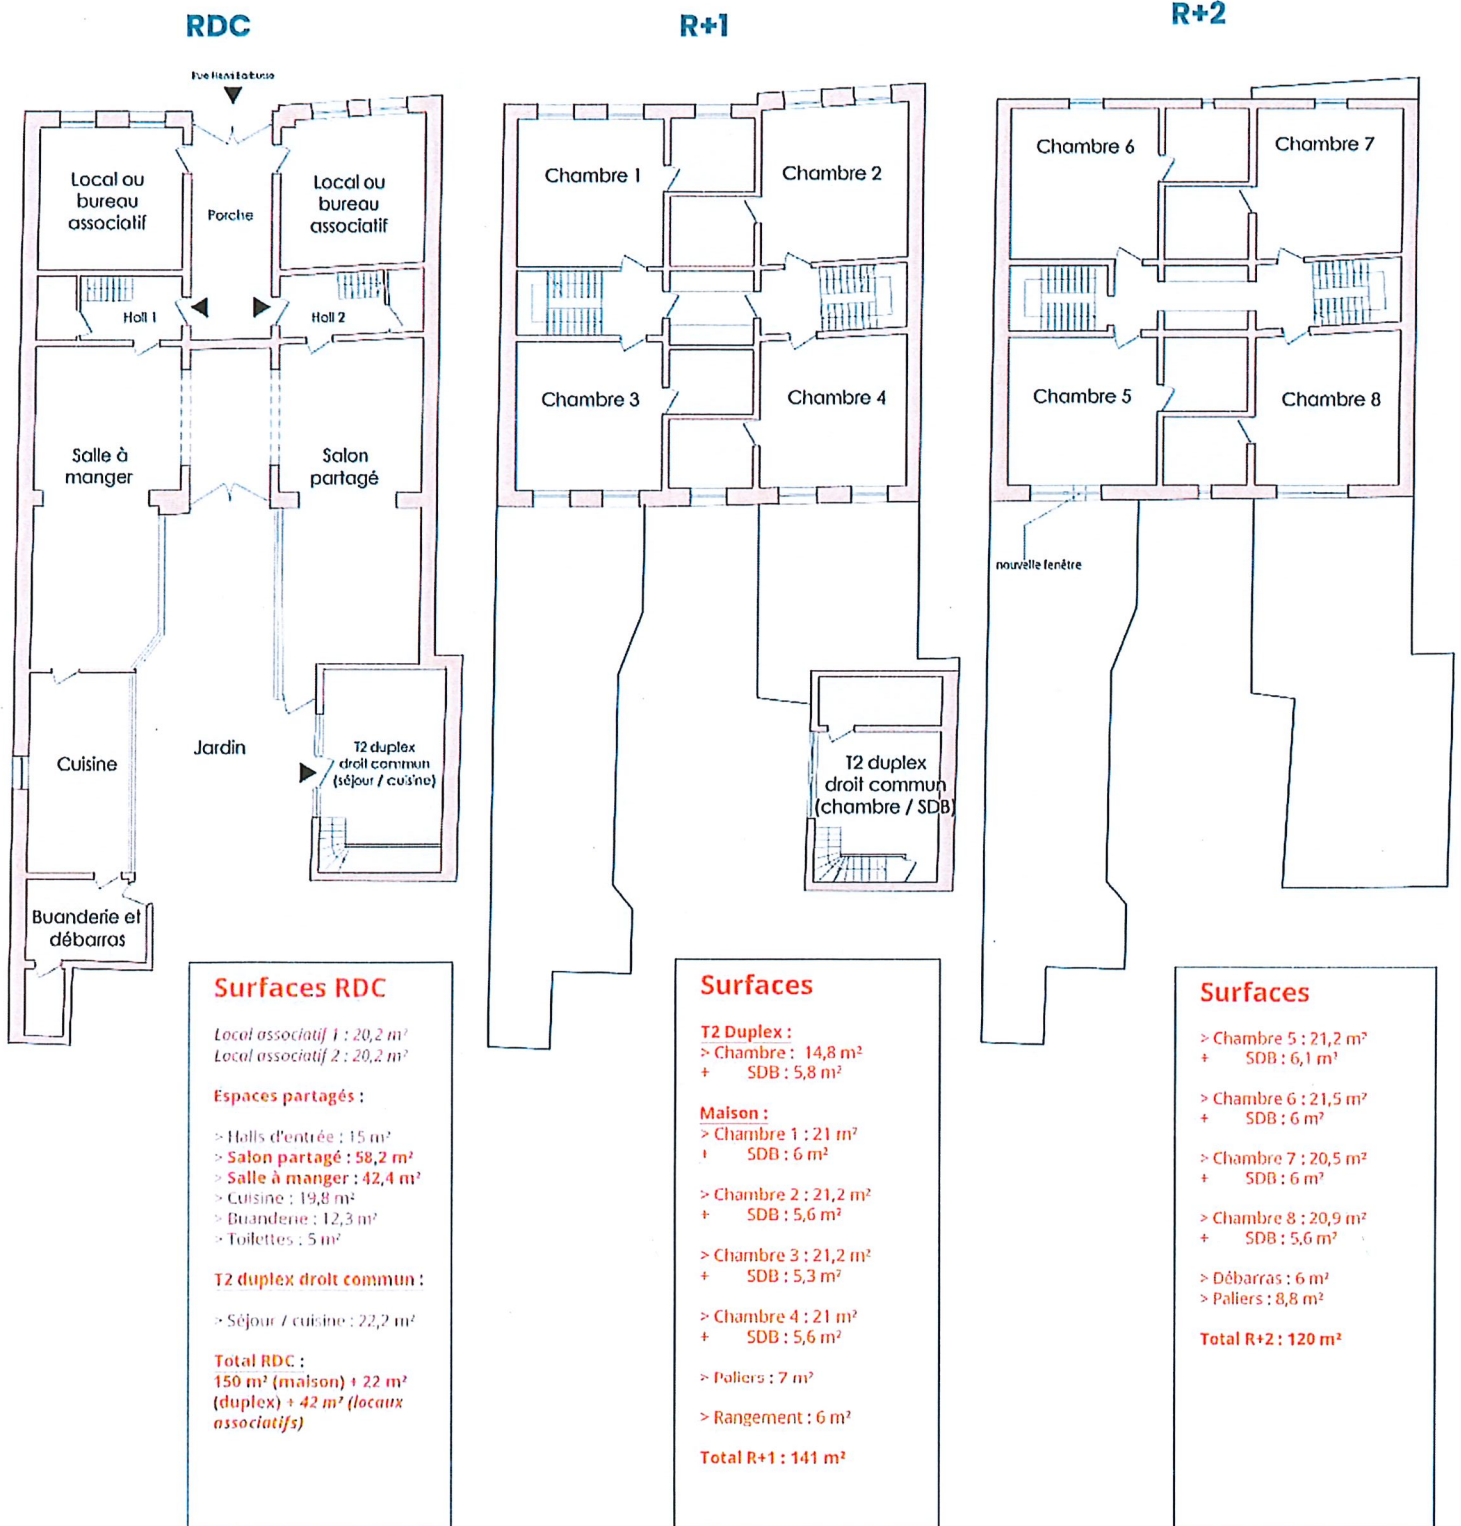 RDC
Rue Henri Barbusse
Local ou
bureau
associatif
Porche
Local ou
bureau
associatif
Hall 1
Hall 2
Salle à
manger
Salon
partagé
Cuisine
Jardin
T2 duplex
droit commun
(séjour / cuisine)
Buanderie et
débarras
Surfaces RDC
Local associatif 1 : 20,2 m²
Local associatif 2 : 20,2 m²
Espaces partagés :
> Halls d'entrée : 15 m²
> Salon partagé : 58,2 m²
> Salle à manger : 42,4 m²
> Cuisine : 19,8 m²
> Buanderie : 12,3 m²
> Toilettes : 5 m²
T2 duplex droit commun :
> Séjour / cuisine : 22,2 m²
Total RDC :
150 m² (maison) + 22 m²
(duplex) + 42 m² (locaux
associatifs)
R+1
Chambre 1
Chambre 2
Chambre 3
Chambre 4
T2 duplex
droit commun
(chambre / SDB)
Surfaces
T2 Duplex :
> Chambre : 14,8 m²
+ SDB : 5,8 m²
Maison :
> Chambre 1 : 21 m²
+ SDB : 6 m²
> Chambre 2 : 21,2 m²
+ SDB : 5,6 m²
> Chambre 3 : 21,2 m²
+ SDB : 5,3 m²
> Chambre 4 : 21 m²
+ SDB : 5,6 m²
> Paliers : 7 m²
> Rangement : 6 m²
Total R+1 : 141 m²
R+2
Chambre 6
Chambre 7
Chambre 5
Chambre 8
nouvelle fenêtre
Surfaces
> Chambre 5 : 21,2 m²
+ SDB : 6,1 m²
> Chambre 6 : 21,5 m²
+ SDB : 6 m²
> Chambre 7 : 20,5 m²
+ SDB : 6 m²
> Chambre 8 : 20,9 m²
+ SDB : 5,6 m²
> Débarras : 6 m²
> Paliers : 8,8 m²
Total R+2 : 120 m²